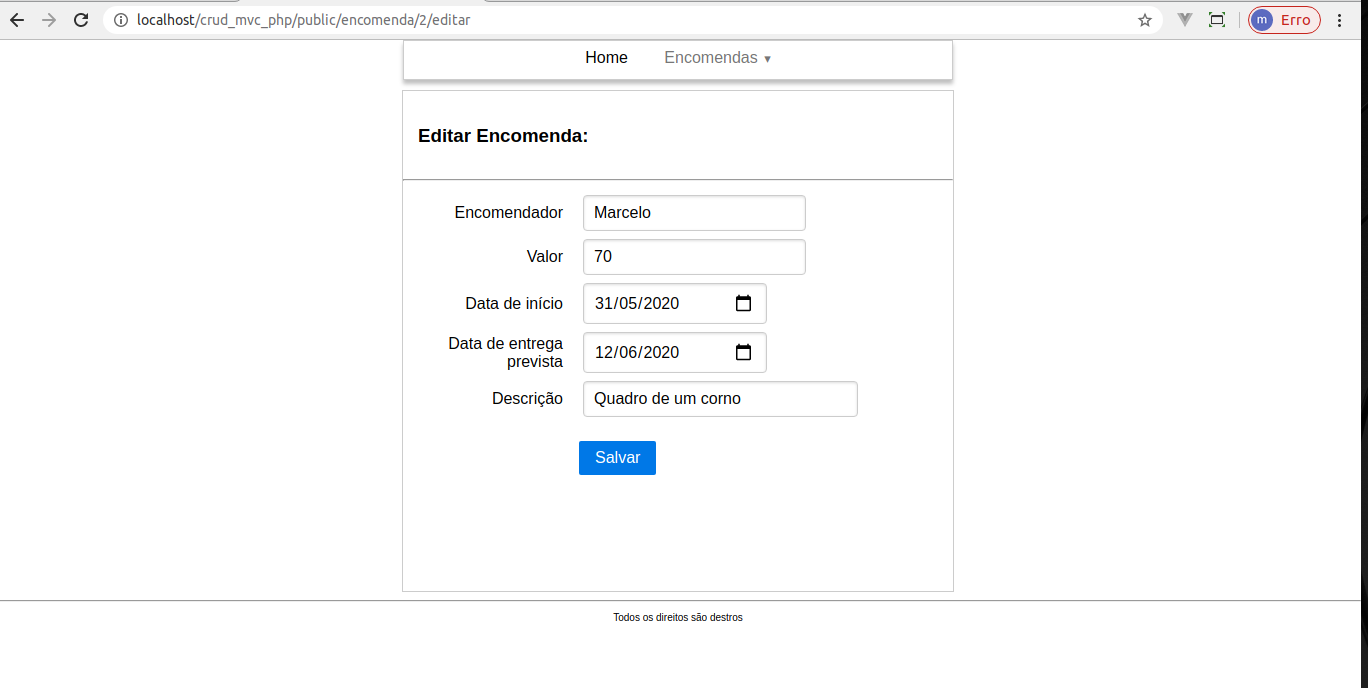 localhost/crud_mvc_php/public/encomenda/2/editar
m Erro
Home Encomendas ▾
Editar Encomenda:
Encomendador Marcelo
Valor 70
Data de início 31/05/2020
Data de entrega
prevista 12/06/2020
Descrição Quadro de um corno
Salvar
Todos os direitos são destros